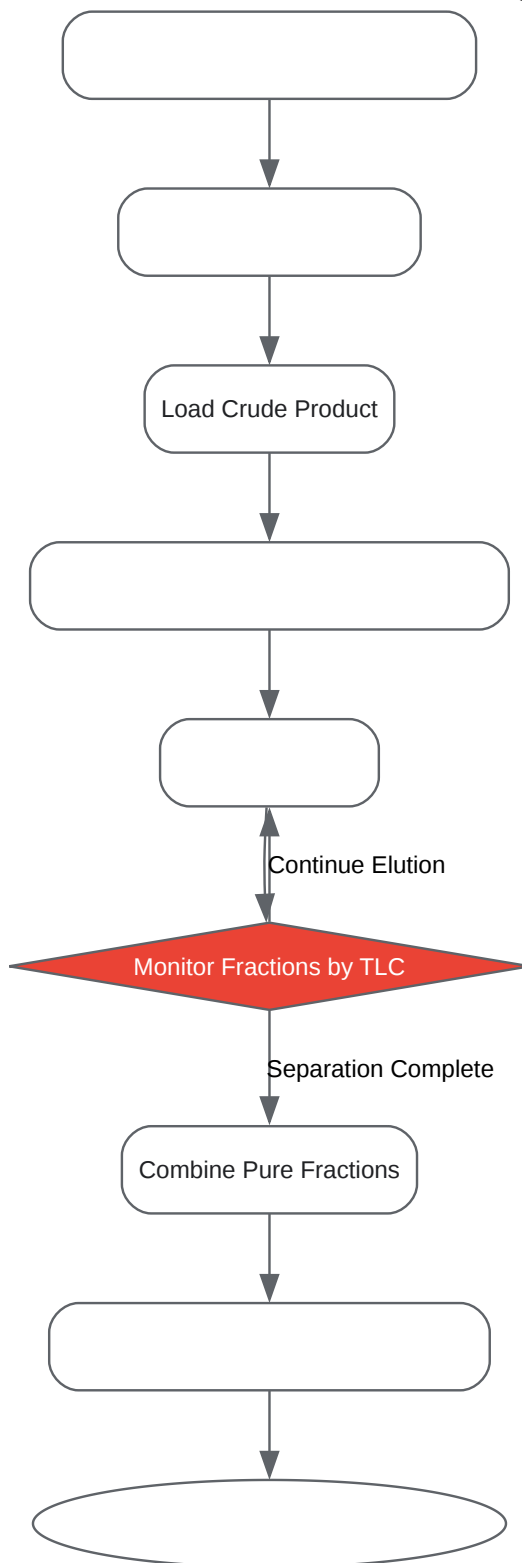 Load Crude Product
Continue Elution
Monitor Fractions by TLC
Separation Complete
Combine Pure Fractions